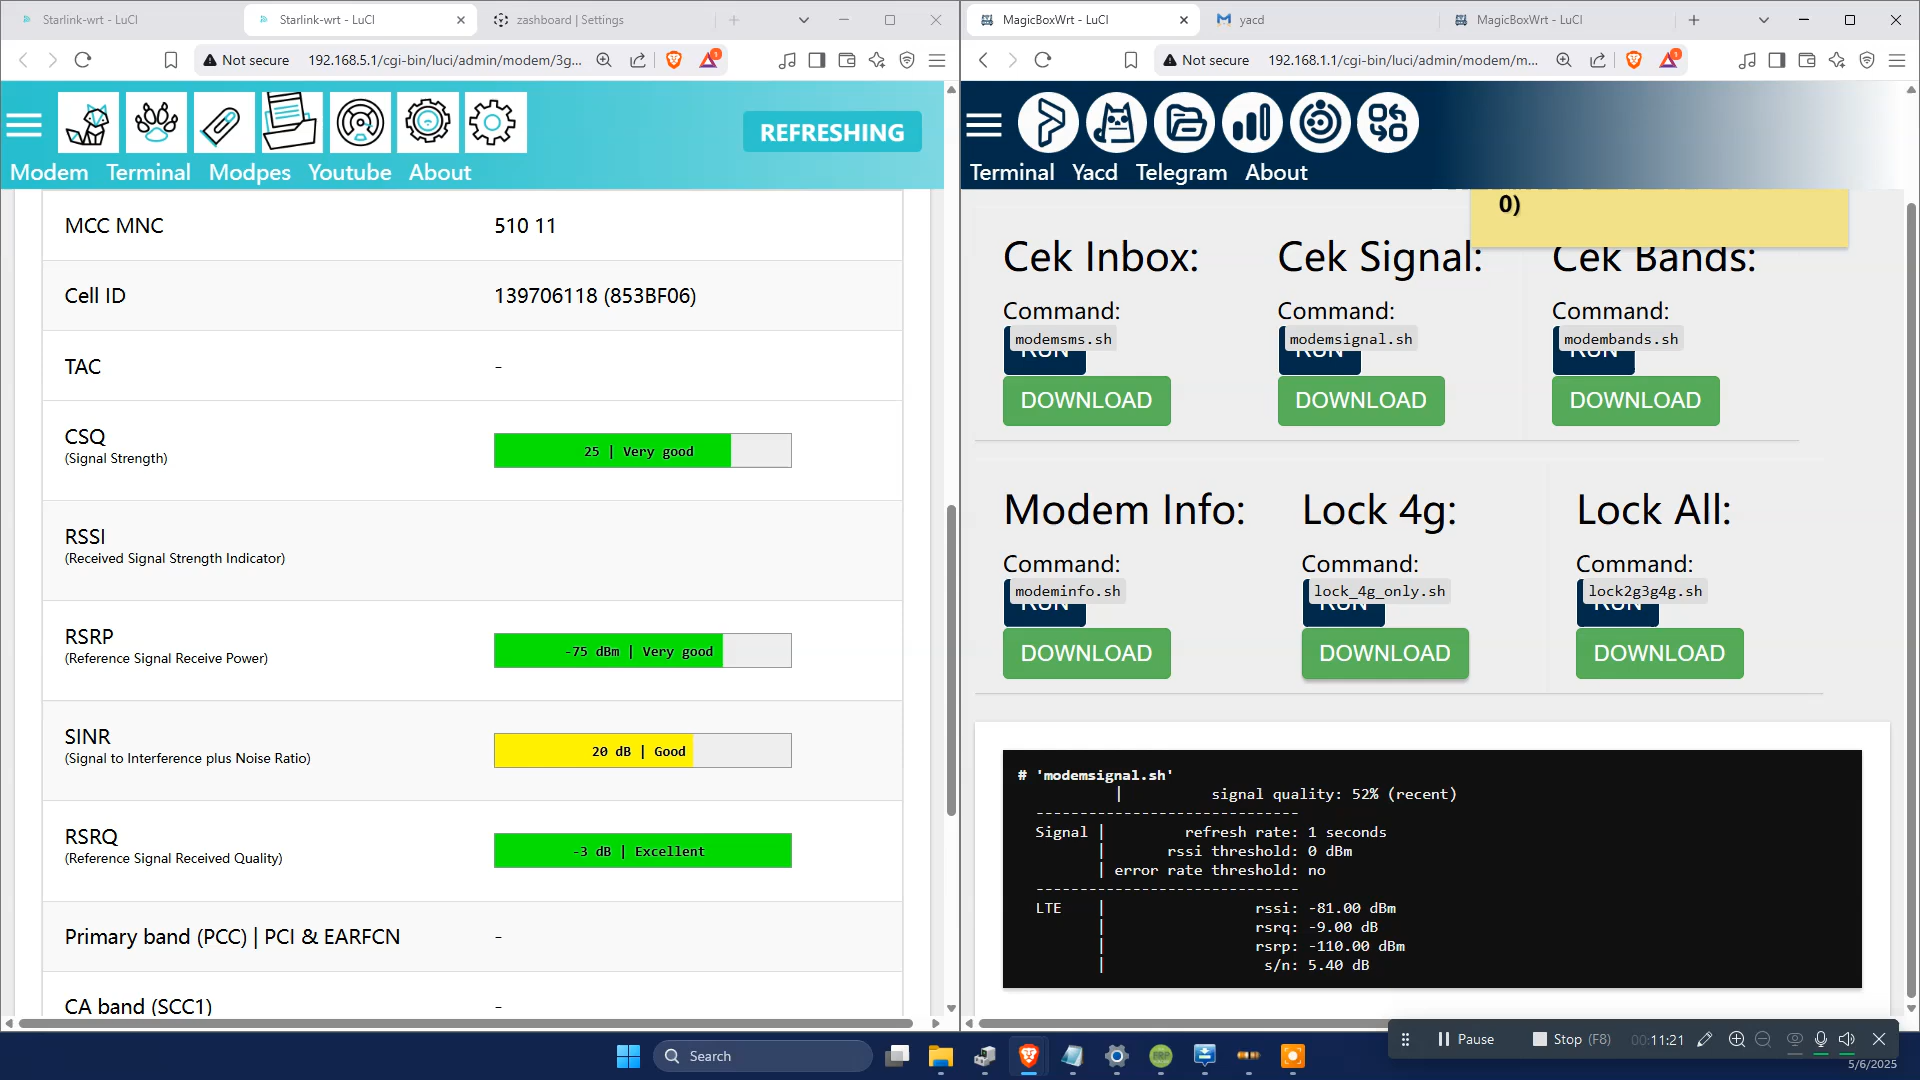 Starlink-wrt - LuCI
Starlink-wrt - LuCI
zashboard | Settings
Not secure
192.168.5.1/cgi-bin/luci/admin/modem/3g...
1
REFRESHING
Modem
Terminal
Modpes
Youtube
About
MCC MNC
510 11
Cell ID
139706118 (853BF06)
TAC
-
CSQ
(Signal Strength)
25 | Very good
RSSI
(Received Signal Strength Indicator)
RSRP
(Reference Signal Receive Power)
-75 dBm | Very good
SINR
(Signal to Interference plus Noise Ratio)
20 dB | Good
RSRQ
(Reference Signal Received Quality)
-3 dB | Excellent
Primary band (PCC) | PCI & EARFCN
-
CA band (SCC1)
-
MagicBoxWrt - LuCI
yacd
MagicBoxWrt - LuCI
Not secure
192.168.1.1/cgi-bin/luci/admin/modem/m...
1
Terminal
Yacd
Telegram
About
0)
Cek Inbox:
Command:
modemsms.sh
RUN
DOWNLOAD
Cek Signal:
Command:
modemsignal.sh
RUN
DOWNLOAD
Cek Bands:
Command:
modembands.sh
RUN
DOWNLOAD
Modem Info:
Command:
modeminfo.sh
RUN
DOWNLOAD
Lock 4g:
Command:
lock_4g_only.sh
RUN
DOWNLOAD
Lock All:
Command:
lock2g3g4g.sh
RUN
DOWNLOAD
# 'modemsignal.sh'
| signal quality: 52% (recent)
------------------------------
Signal | refresh rate: 1 seconds
| rssi threshold: 0 dBm
| error rate threshold: no
------------------------------
LTE | rssi: -81.00 dBm
| rsrq: -9.00 dB
| rsrp: -110.00 dBm
| s/n: 5.40 dB
Pause
Stop (F8)
00:11:21
Search
5/6/2025